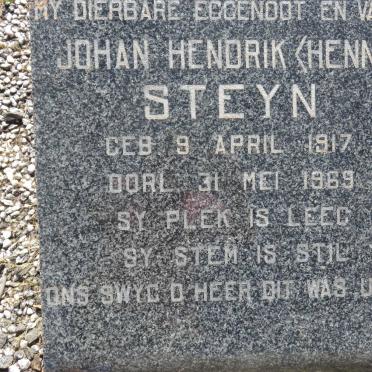 MY DIERBARE EGGENOOT EN VA
JOHAN HENDRIK (HENN
STEYN
GEB 9 APRIL 1917
OORL 31 MEI 1969
SY PLEK IS LEEG
SY STEM IS STIL
ONS SWYG O HEER DIT WAS U